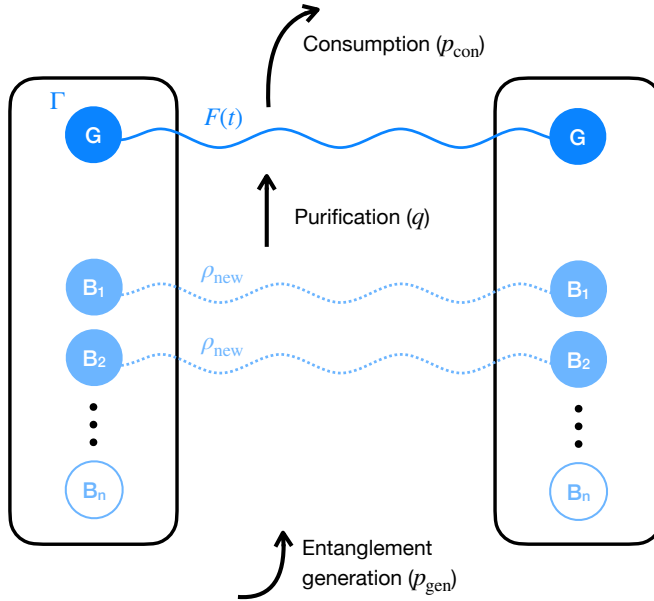 Consumption (p_con)
Γ
G F(t) G
Purification (q)
B₁ ρ_new B₁
B₂ ρ_new B₂
Bₙ Bₙ
Entanglement
generation (p_gen)